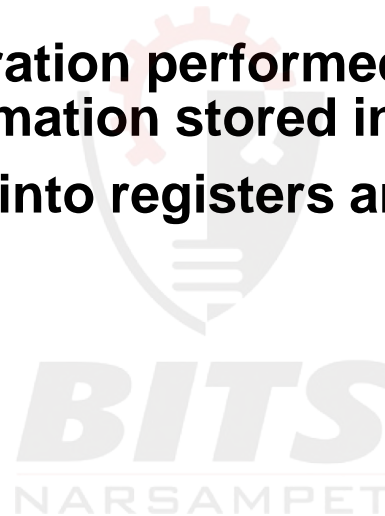 ration performed
mation stored in
into registers an
BITS
NARSAMPET